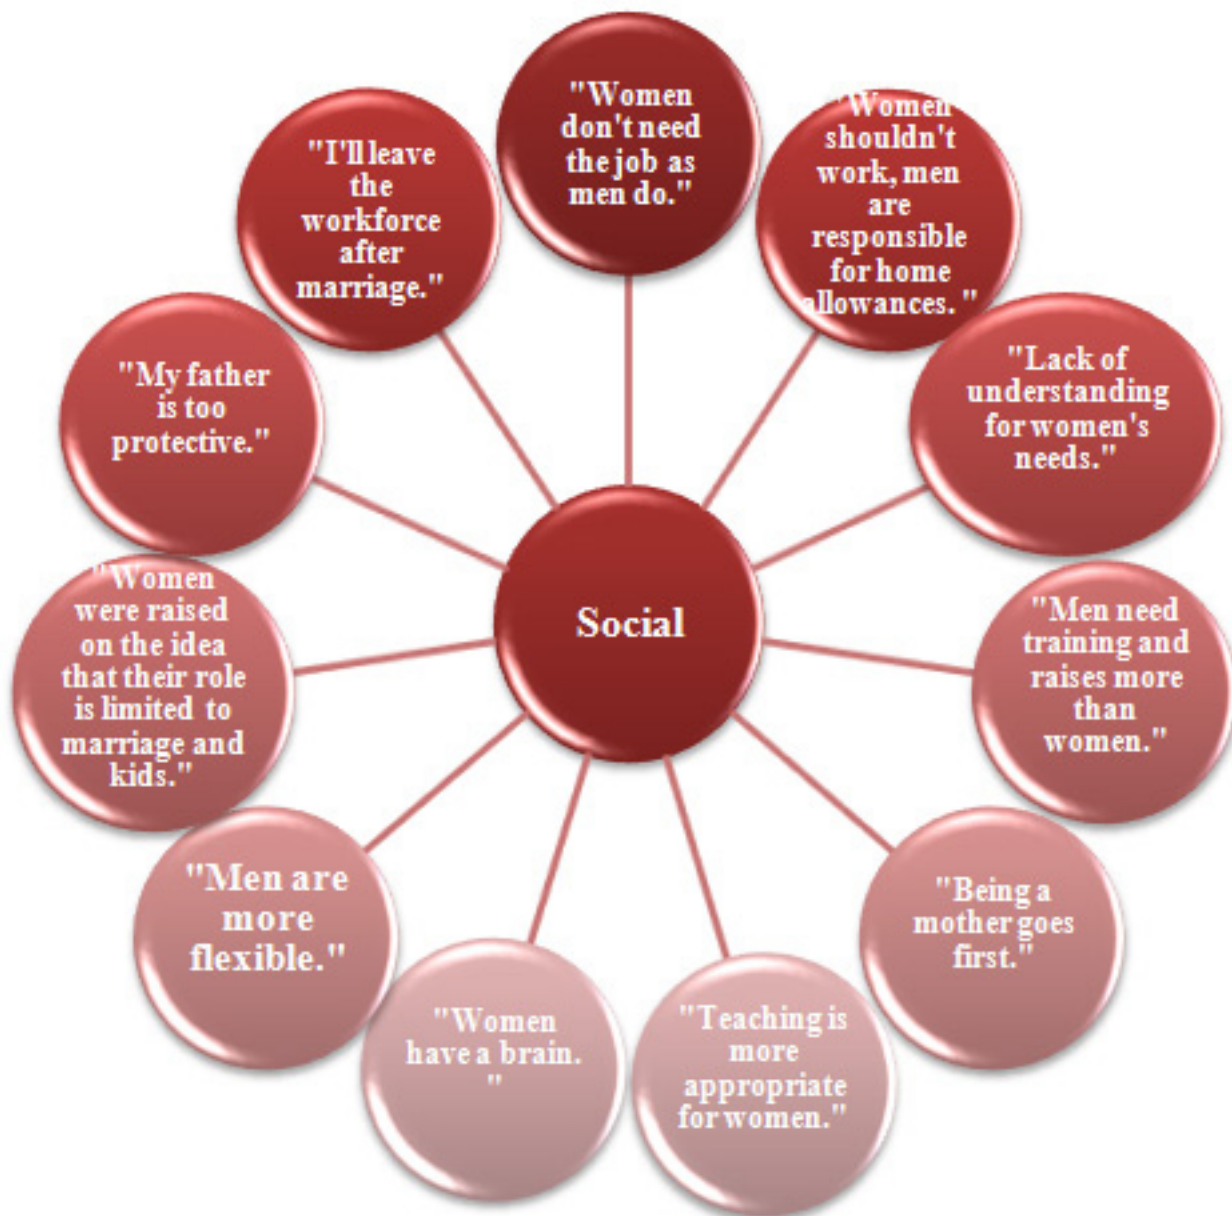 "Women
don't need
the job as
men do."
"Women
shouldn't
work, men
are
responsible
for home
allowances. "
"Lack of
understanding
for women's
needs."
"Men need
training and
raises more
than
women."
"Being a
mother goes
first."
"Teaching is
more
appropriate
for women."
"Women
have a brain.
"
"Men are
more
flexible."
"Women
were raised
on the idea
that their role
is limited to
marriage and
kids."
"My father
is too
protective."
"I'll leave
the
workforce
after
marriage."
Social